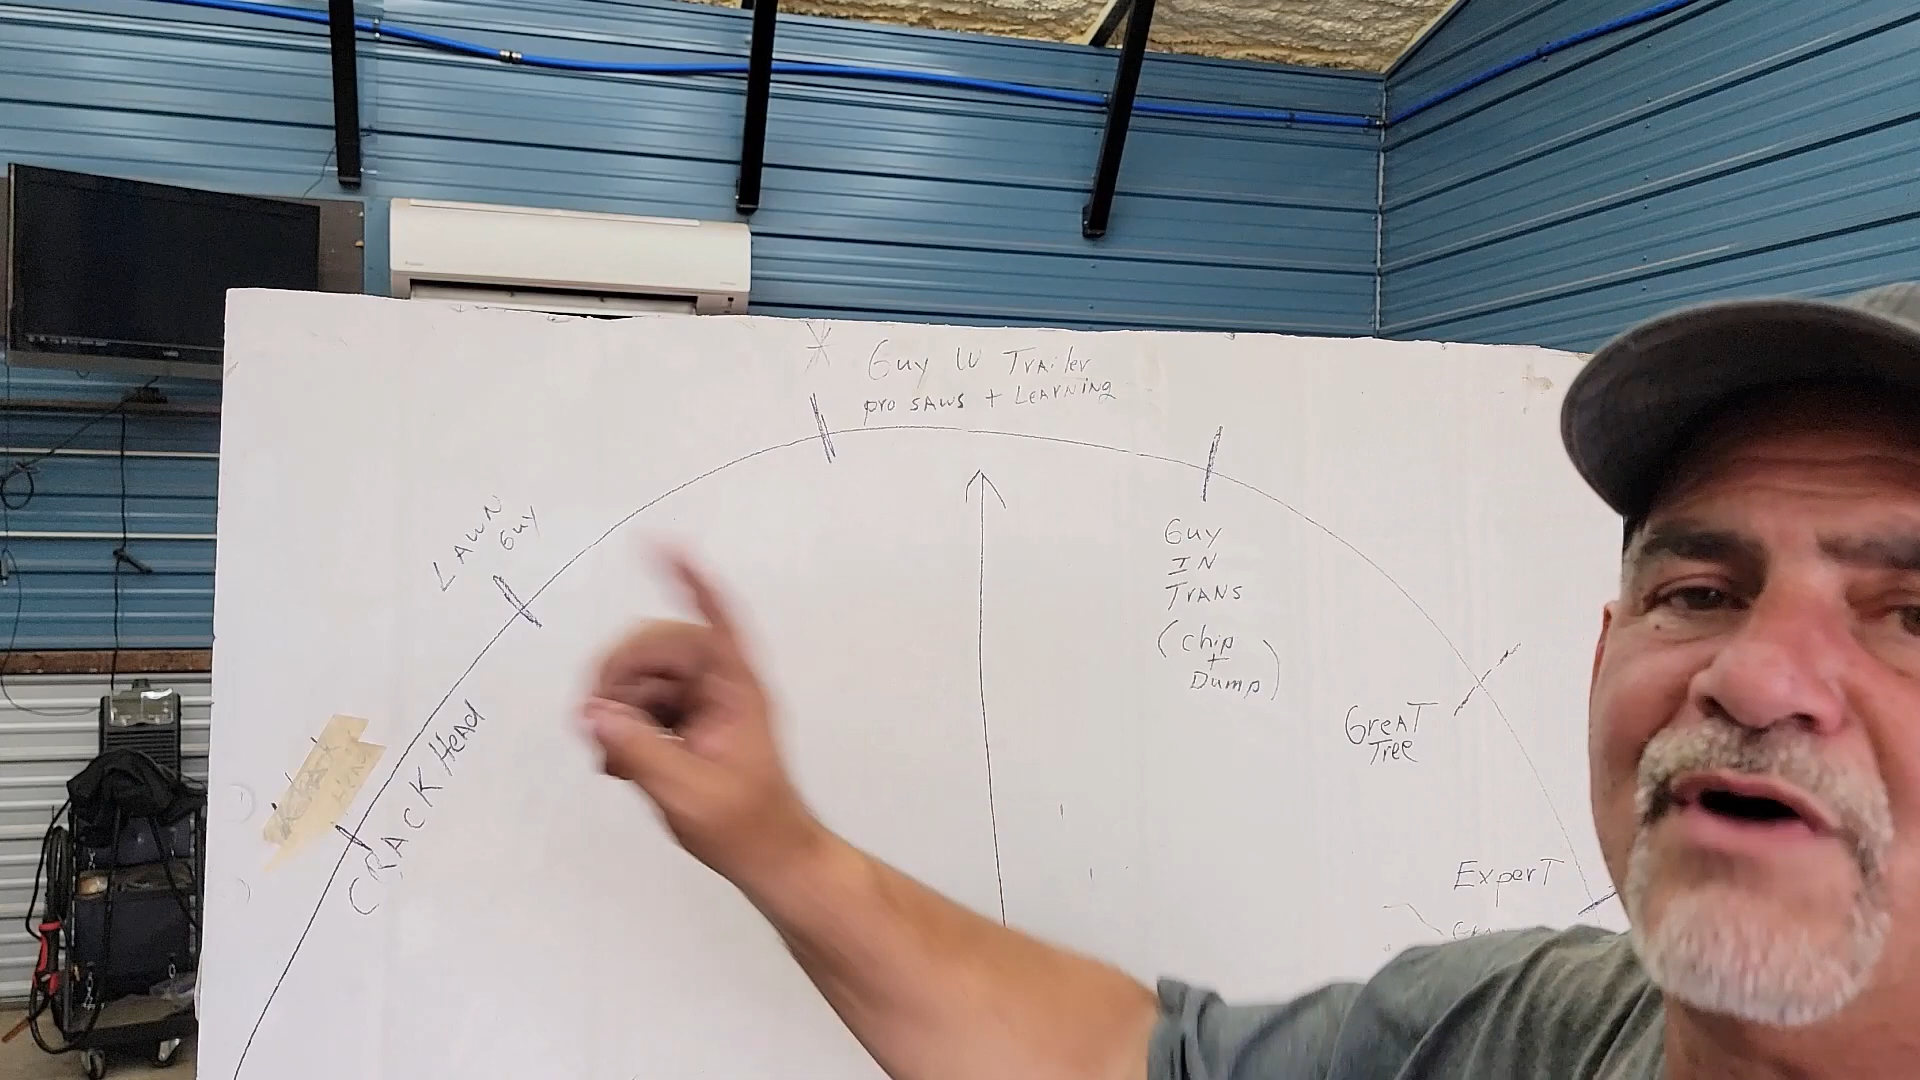 Guy W Trailer
pro saws + Learning
Lawn
Guy
Crack Head
Guy
IN
Trans
(chip
+
Dump)
Great
Tree
Expert